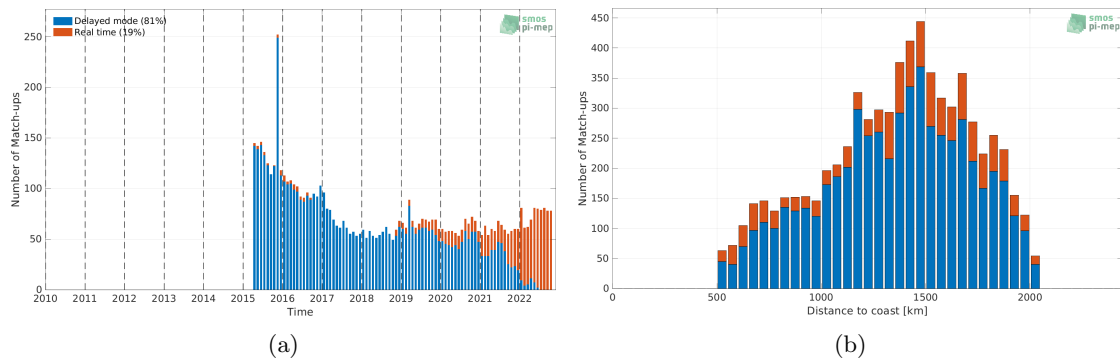 Delayed mode (81%)
Real time (19%)
smos
pi-mep
250
200
150
100
50
0
Number of Match-ups
2010 2011 2012 2013 2014 2015 2016 2017 2018 2019 2020 2021 2022
Time
(a)
smos
pi-mep
450
400
350
300
250
200
150
100
50
0
Number of Match-ups
0 500 1000 1500 2000
Distance to coast [km]
(b)